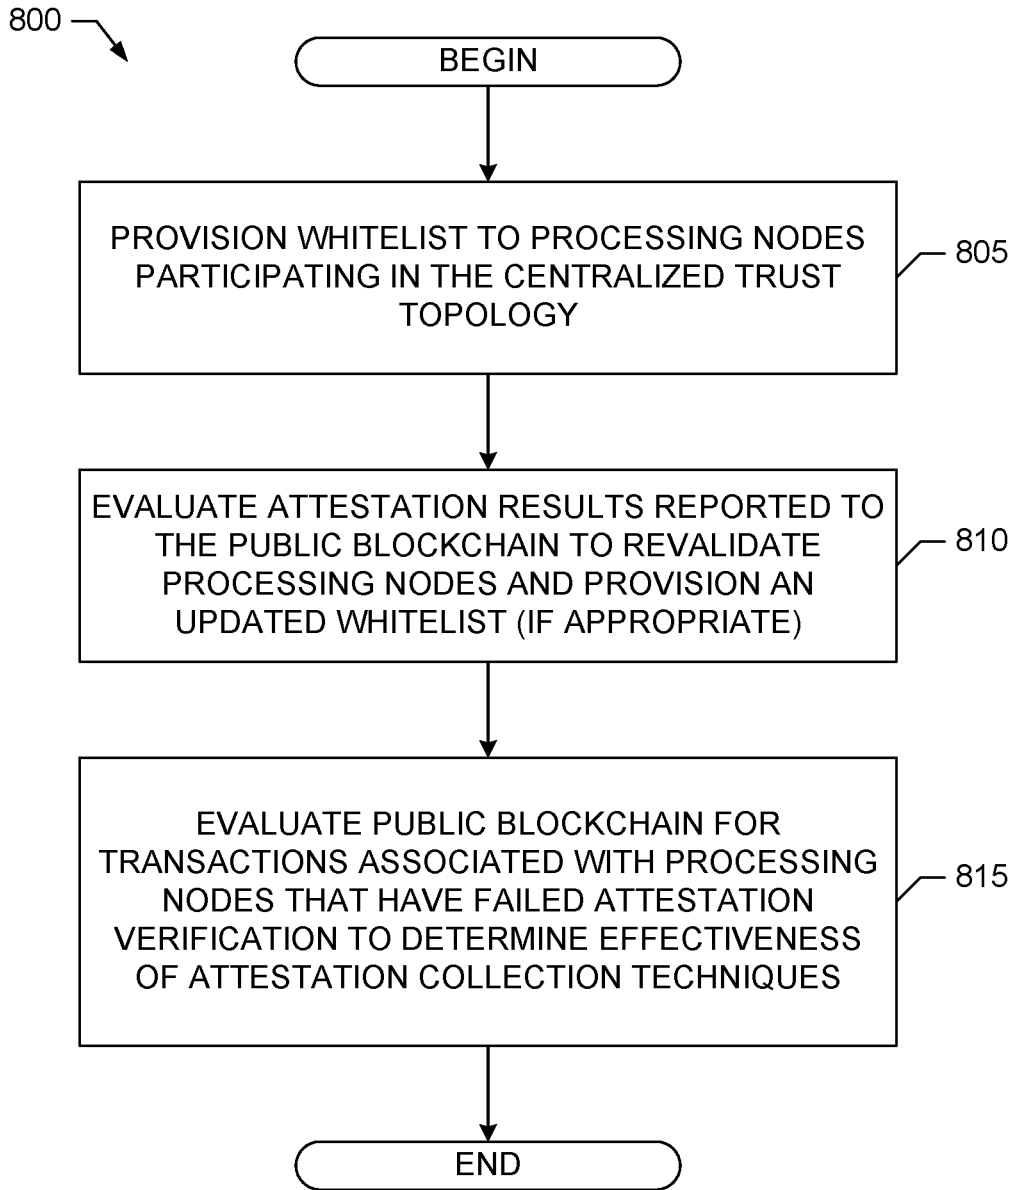 800
BEGIN
PROVISION WHITELIST TO PROCESSING NODES
PARTICIPATING IN THE CENTRALIZED TRUST
TOPOLOGY
805
EVALUATE ATTESTATION RESULTS REPORTED TO
THE PUBLIC BLOCKCHAIN TO REVALIDATE
PROCESSING NODES AND PROVISION AN
UPDATED WHITELIST (IF APPROPRIATE)
810
EVALUATE PUBLIC BLOCKCHAIN FOR
TRANSACTIONS ASSOCIATED WITH PROCESSING
NODES THAT HAVE FAILED ATTESTATION
VERIFICATION TO DETERMINE EFFECTIVENESS
OF ATTESTATION COLLECTION TECHNIQUES
815
END